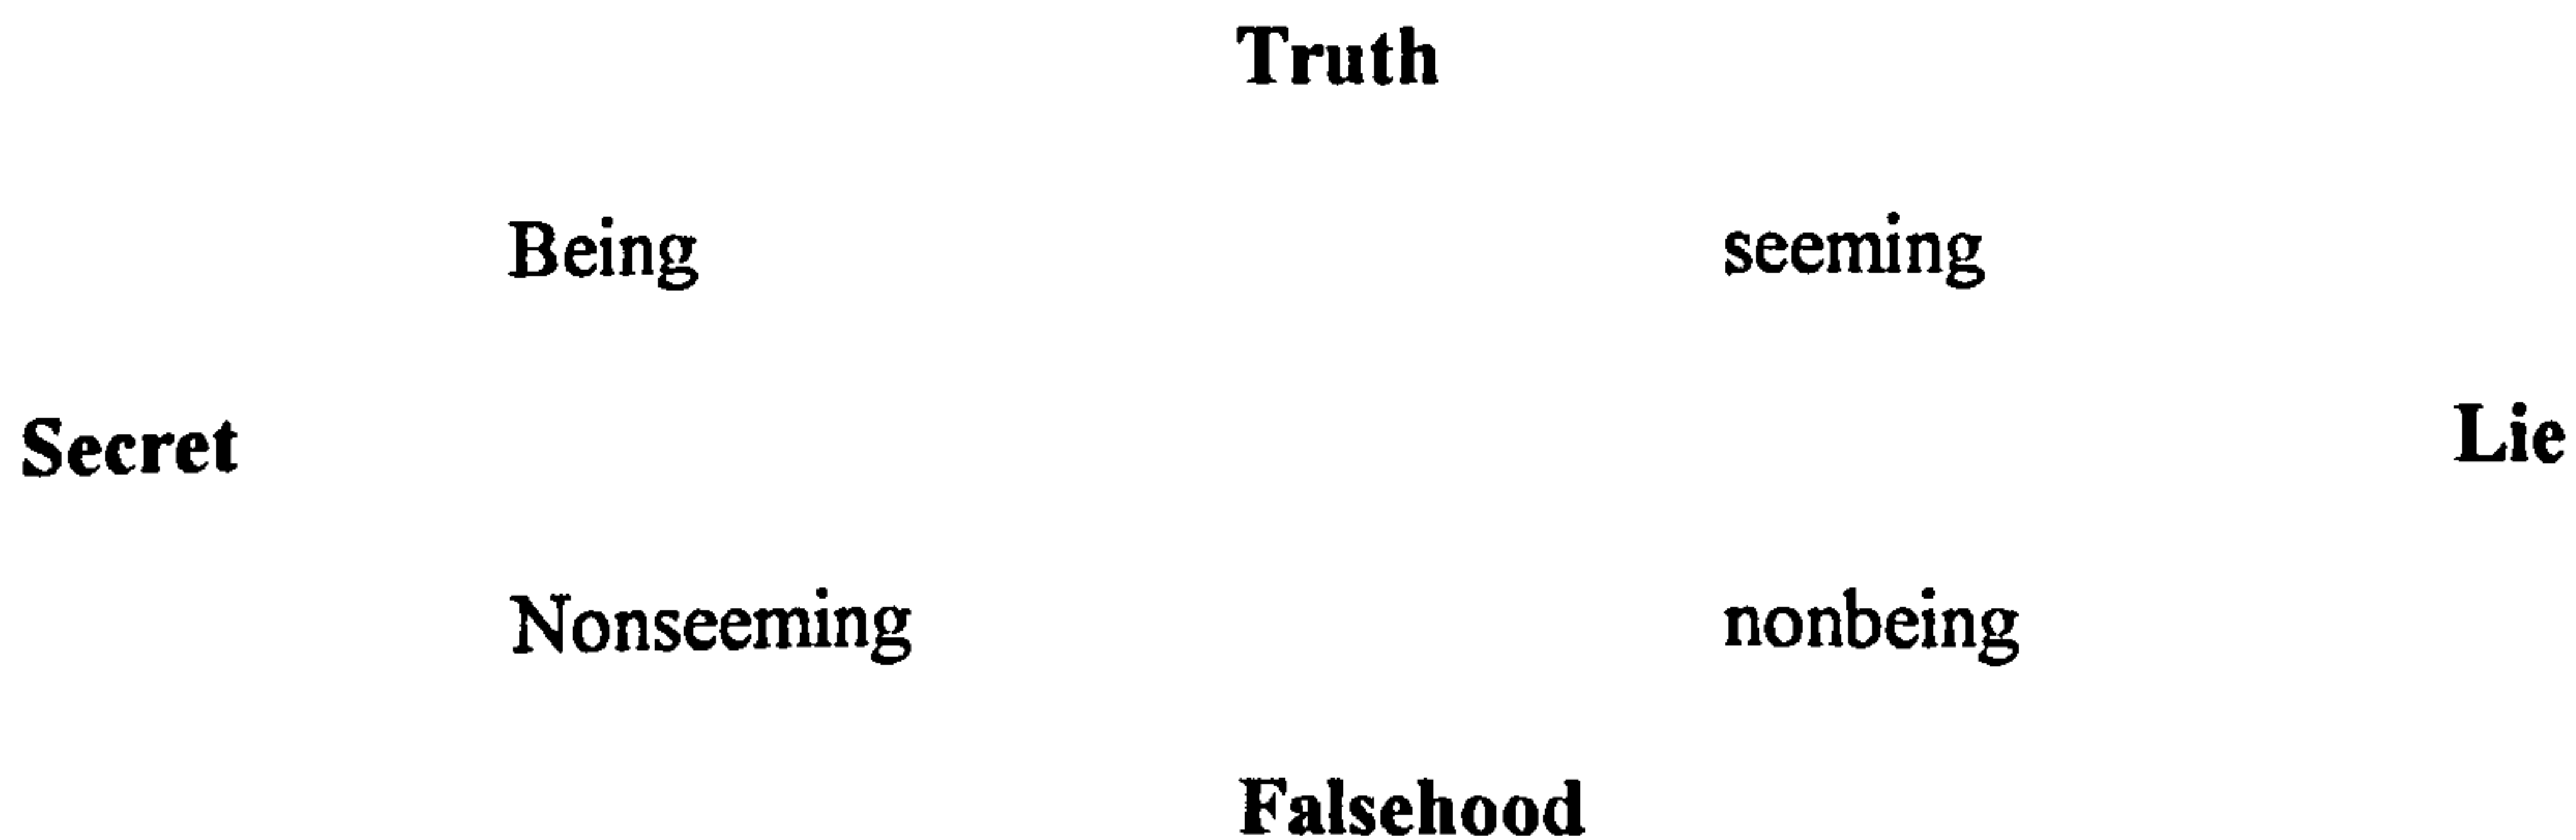 Truth
Being seeming
Secret Lie
Nonseeming nonbeing
Falsehood